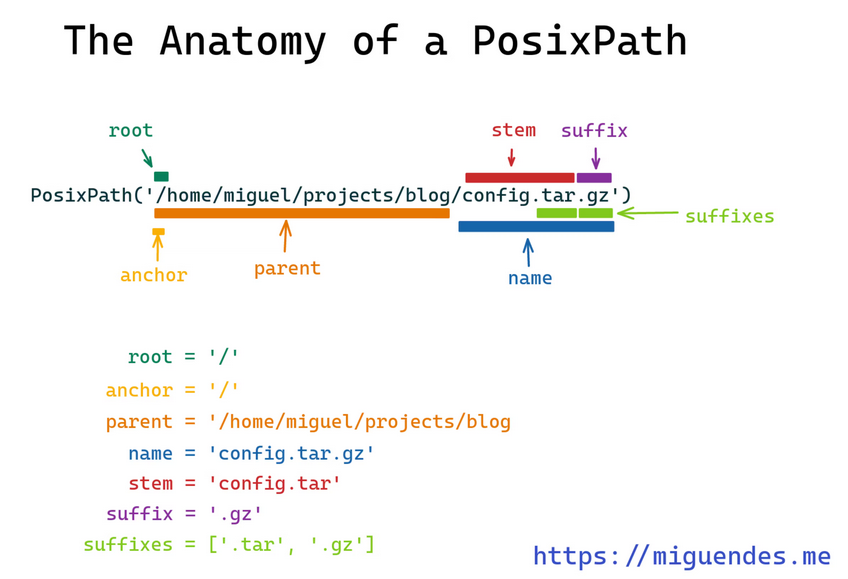 The Anatomy of a PosixPath
root
stem suffix
PosixPath('/home/miguel/projects/blog/config.tar.gz')
suffixes
anchor
parent
name
root = '/'
anchor = '/'
parent = '/home/miguel/projects/blog
name = 'config.tar.gz'
stem = 'config.tar'
suffix = '.gz'
suffixes = ['.tar', '.gz']
https://miguendes.me